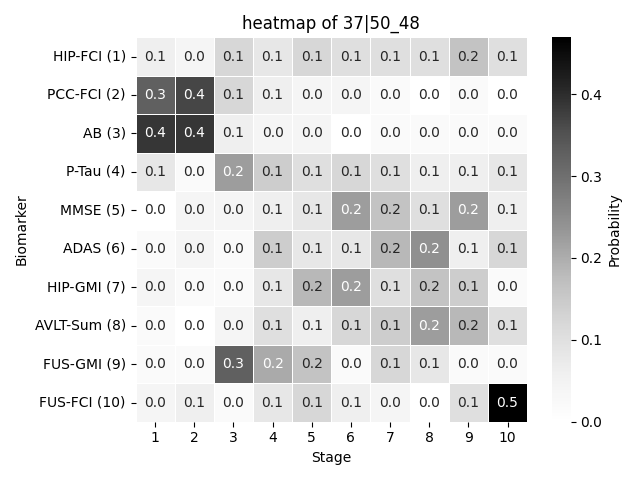 heatmap of 37|50_48
HIP-FCI (1) 0.1 0.0 0.1 0.1 0.1 0.1 0.1 0.1 0.2 0.1
PCC-FCI (2) 0.3 0.4 0.1 0.1 0.0 0.0 0.0 0.0 0.0 0.0
AB (3) 0.4 0.4 0.1 0.0 0.0 0.0 0.0 0.0 0.0 0.0
P-Tau (4) 0.1 0.0 0.2 0.1 0.1 0.1 0.1 0.1 0.1 0.1
MMSE (5) 0.0 0.0 0.0 0.1 0.1 0.2 0.2 0.1 0.2 0.1
ADAS (6) 0.0 0.0 0.0 0.1 0.1 0.1 0.2 0.2 0.1 0.1
HIP-GMI (7) 0.0 0.0 0.0 0.1 0.2 0.2 0.1 0.2 0.1 0.0
AVLT-Sum (8) 0.0 0.0 0.0 0.1 0.1 0.1 0.1 0.2 0.2 0.1
FUS-GMI (9) 0.0 0.0 0.3 0.2 0.2 0.0 0.1 0.1 0.0 0.0
FUS-FCI (10) 0.0 0.1 0.0 0.1 0.1 0.1 0.0 0.0 0.1 0.5
1 2 3 4 5 6 7 8 9 10
Stage
Biomarker
0.4
0.3
0.2
0.1
0.0
Probability